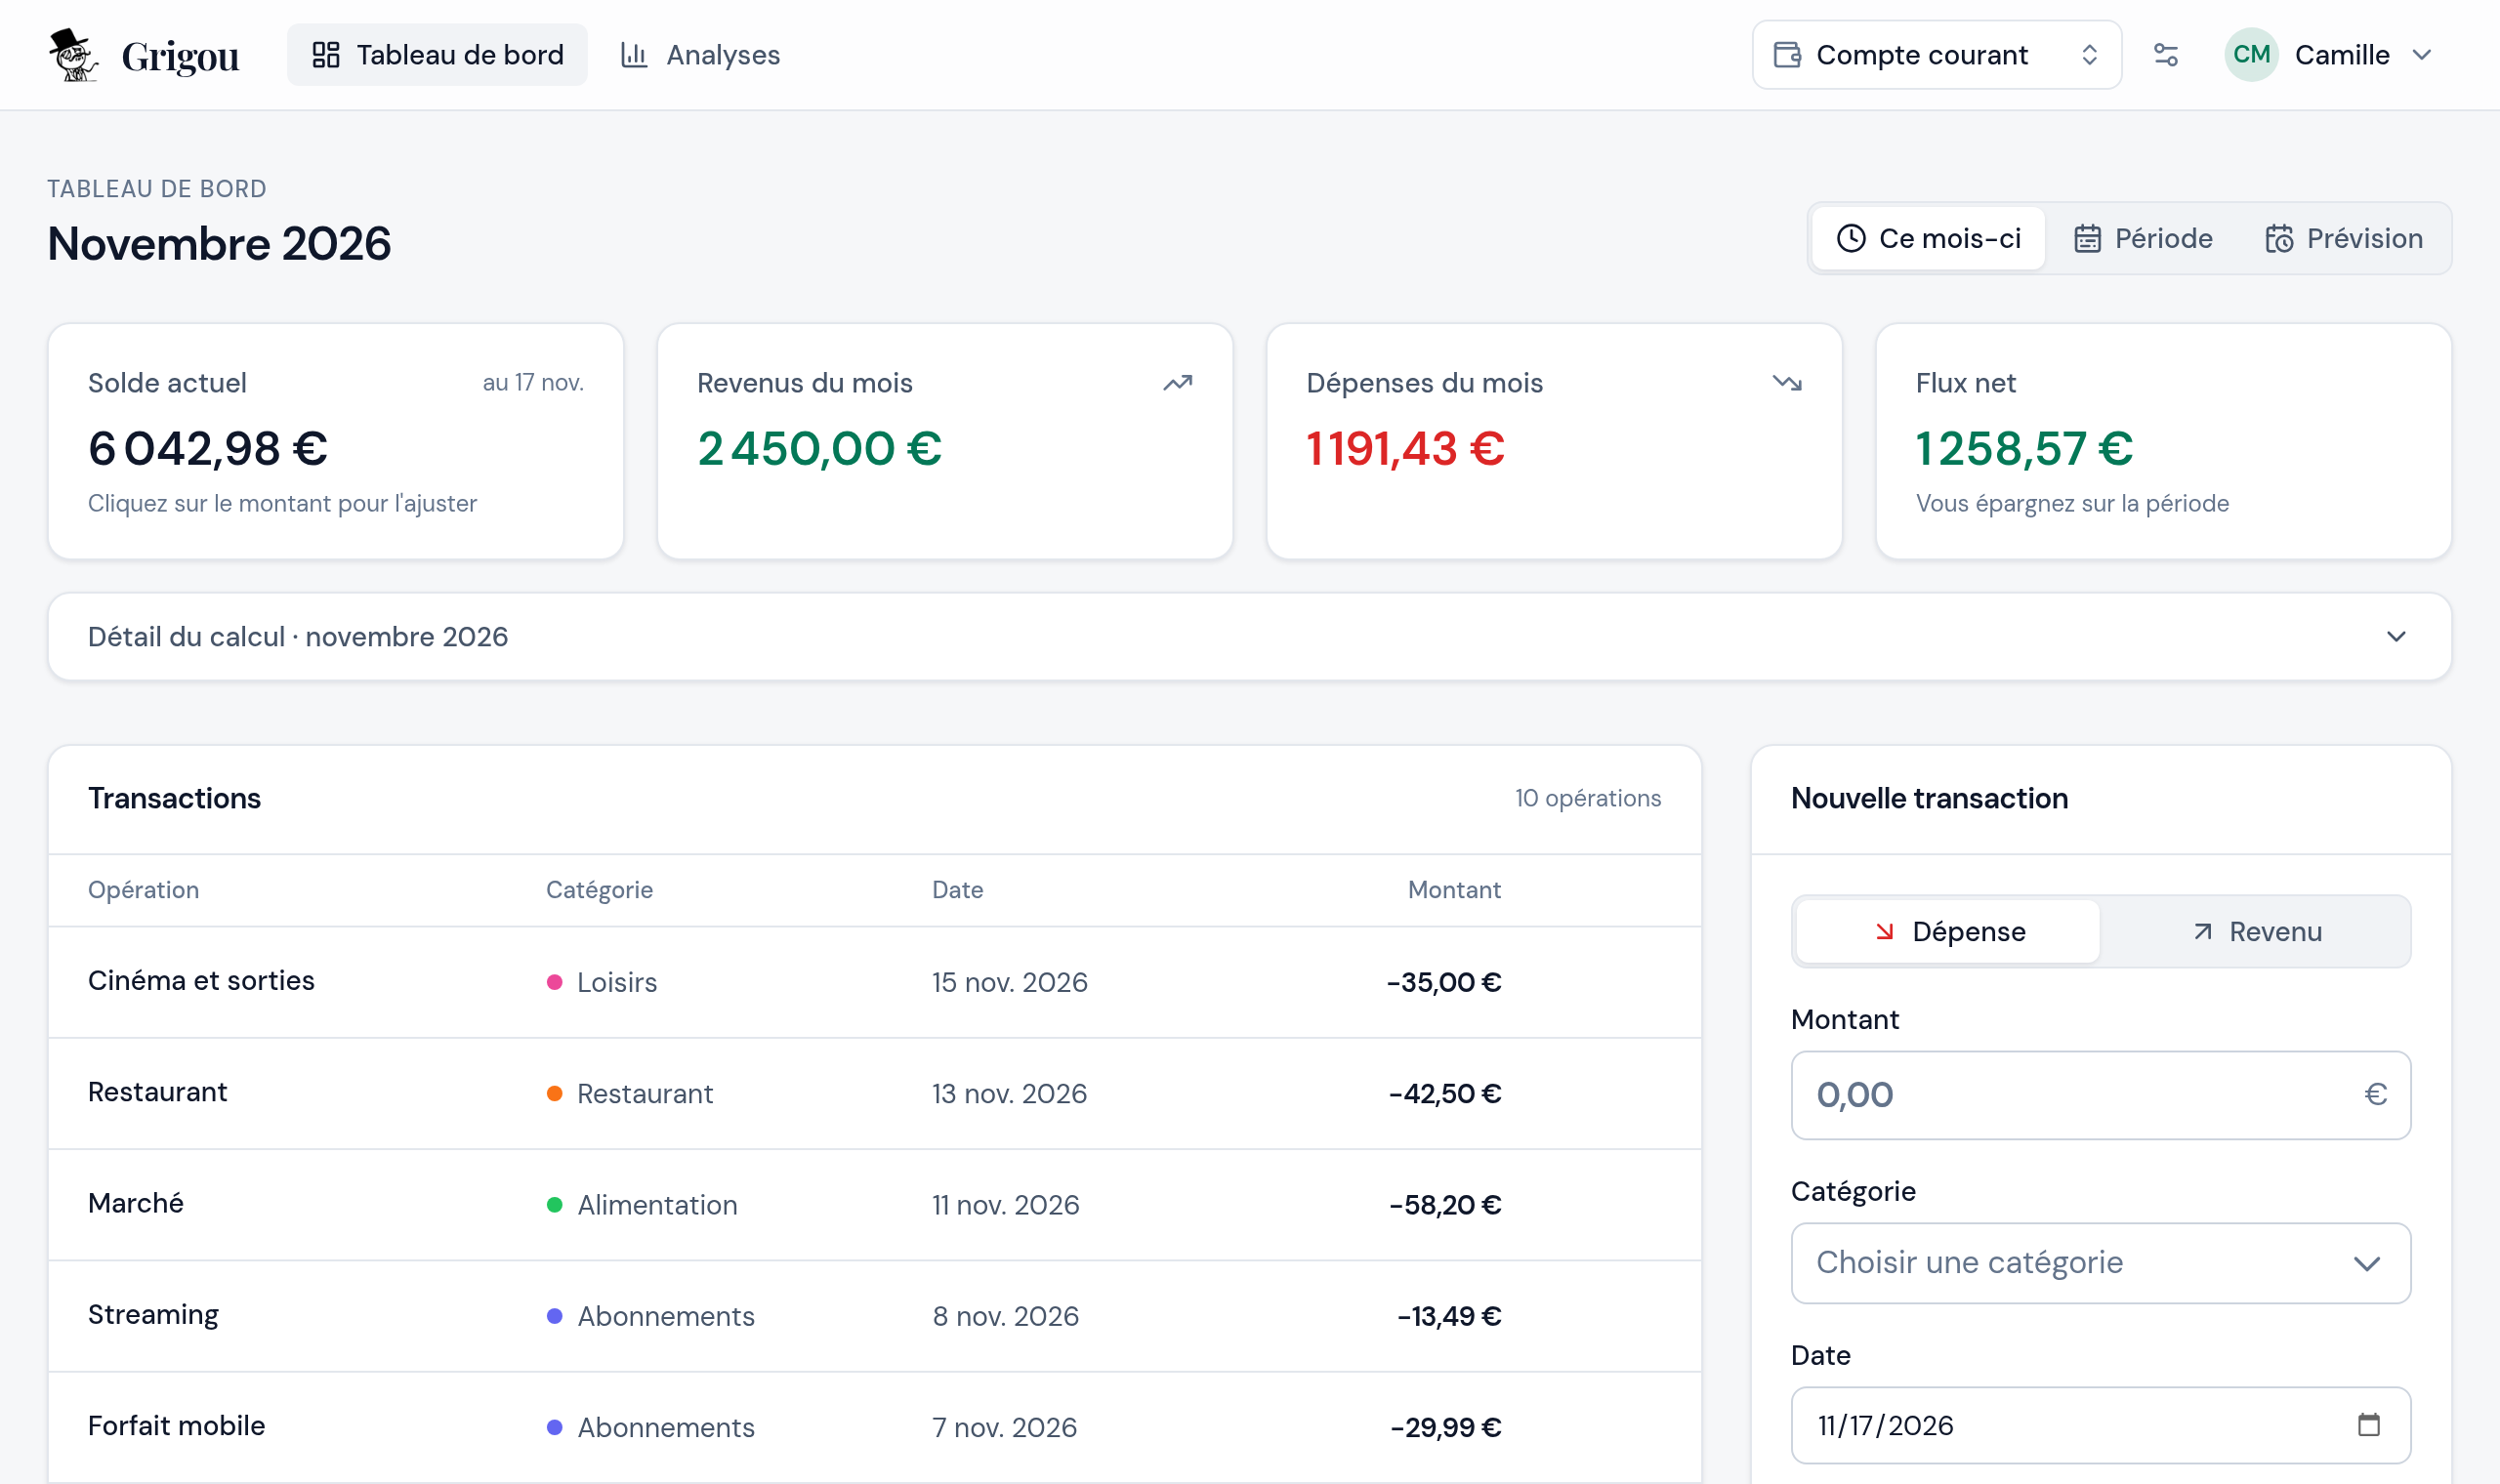 Grigou
Tableau de bord
Analyses
Compte courant
CM
Camille
TABLEAU DE BORD
Novembre 2026
Ce mois-ci
Période
Prévision
Solde actuel
au 17 nov.
6 042,98 €
Cliquez sur le montant pour l'ajuster
Revenus du mois
2 450,00 €
Dépenses du mois
1 191,43 €
Flux net
1 258,57 €
Vous épargnez sur la période
Détail du calcul · novembre 2026
Transactions
10 opérations
Opération Catégorie Date Montant
Cinéma et sorties Loisirs 15 nov. 2026 -35,00 €
Restaurant Restaurant 13 nov. 2026 -42,50 €
Marché Alimentation 11 nov. 2026 -58,20 €
Streaming Abonnements 8 nov. 2026 -13,49 €
Forfait mobile Abonnements 7 nov. 2026 -29,99 €
Nouvelle transaction
Dépense
Revenu
Montant
0,00 €
Catégorie
Choisir une catégorie
Date
11/17/2026